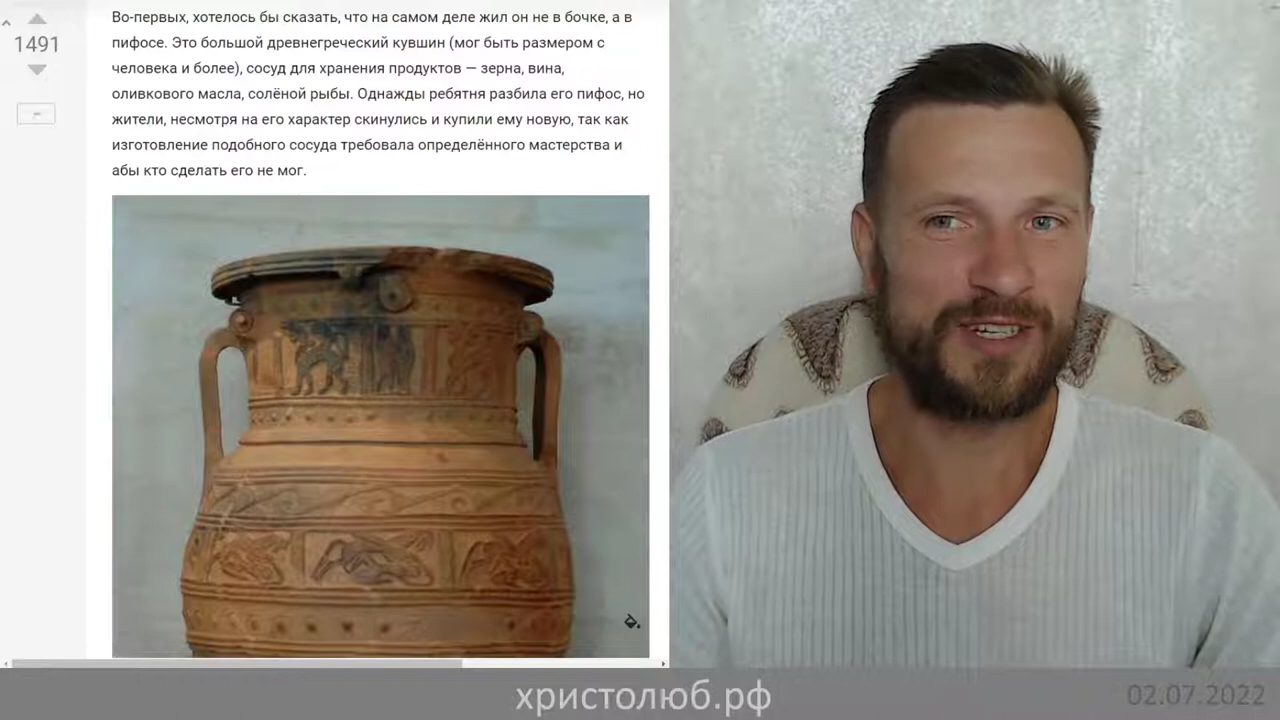 Во-первых, хотелось бы сказать, что на самом деле жил он не в бочке, а в
1491
пифосе. Это большой древнегреческий кувшин (мог быть размером с
человека и более), сосуд для хранения продуктов — зерна, вина,
оливкового масла, солёной рыбы. Однажды ребятня разбила его пифос, но
жители, несмотря на его характер скинулись и купили ему новую, так как
изготовление подобного сосуда требовала определённого мастерства и
абы кто сделать его не мог.
христолюб.рф
02.07.2022